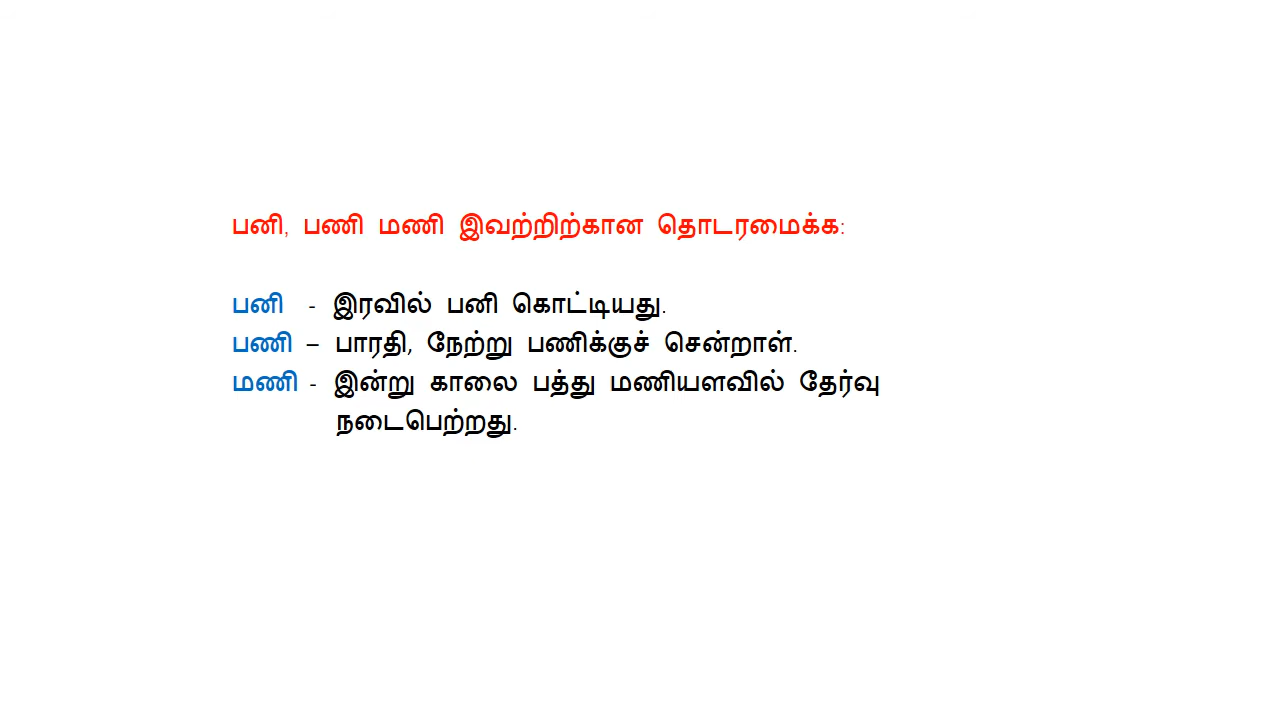 பனி, பணி மணி இவற்றிற்கான தொடரமைக்க:
பனி - இரவில் பனி கொட்டியது.
பணி – பாரதி, நேற்று பணிக்குச் சென்றாள்.
மணி - இன்று காலை பத்து மணியளவில் தேர்வு
நடைபெற்றது.